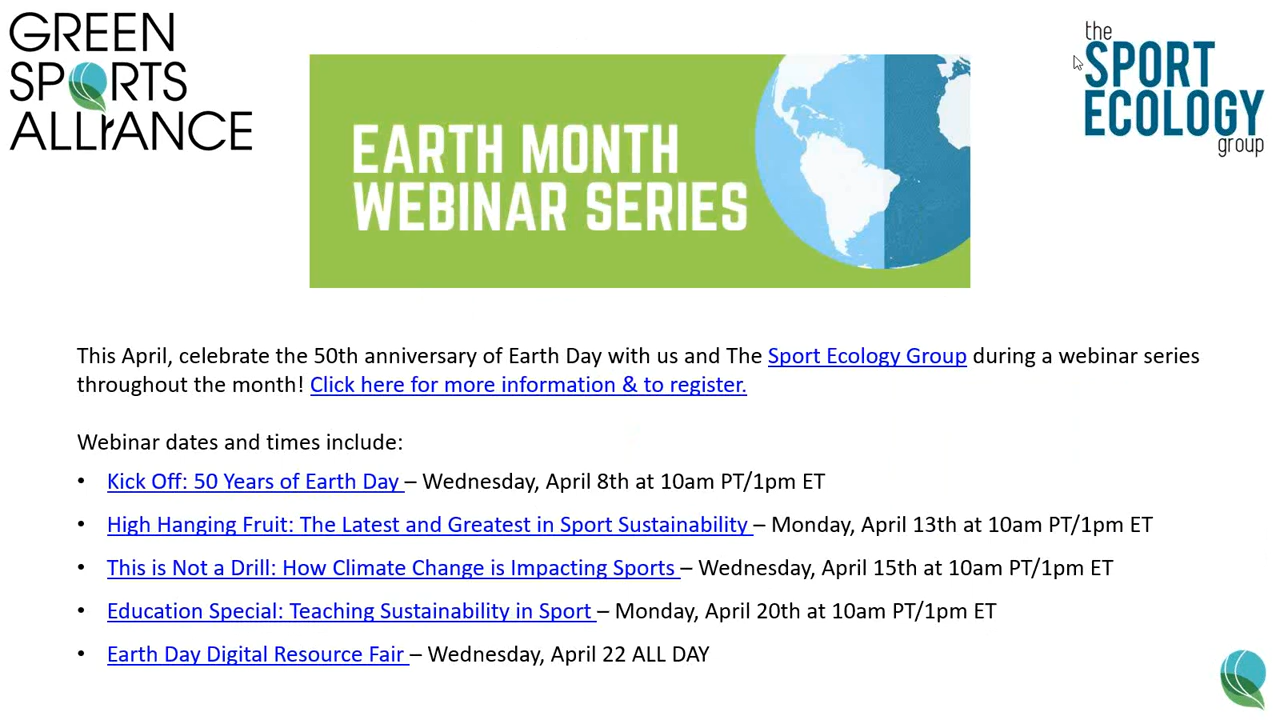 GREEN
SPORTS
ALLIANCE
the
SPORT
ECOLOGY
group
EARTH MONTH
WEBINAR SERIES
This April, celebrate the 50th anniversary of Earth Day with us and The Sport Ecology Group during a webinar series
throughout the month! Click here for more information & to register.
Webinar dates and times include:
• Kick Off: 50 Years of Earth Day – Wednesday, April 8th at 10am PT/1pm ET
• High Hanging Fruit: The Latest and Greatest in Sport Sustainability – Monday, April 13th at 10am PT/1pm ET
• This is Not a Drill: How Climate Change is Impacting Sports – Wednesday, April 15th at 10am PT/1pm ET
• Education Special: Teaching Sustainability in Sport – Monday, April 20th at 10am PT/1pm ET
• Earth Day Digital Resource Fair – Wednesday, April 22 ALL DAY